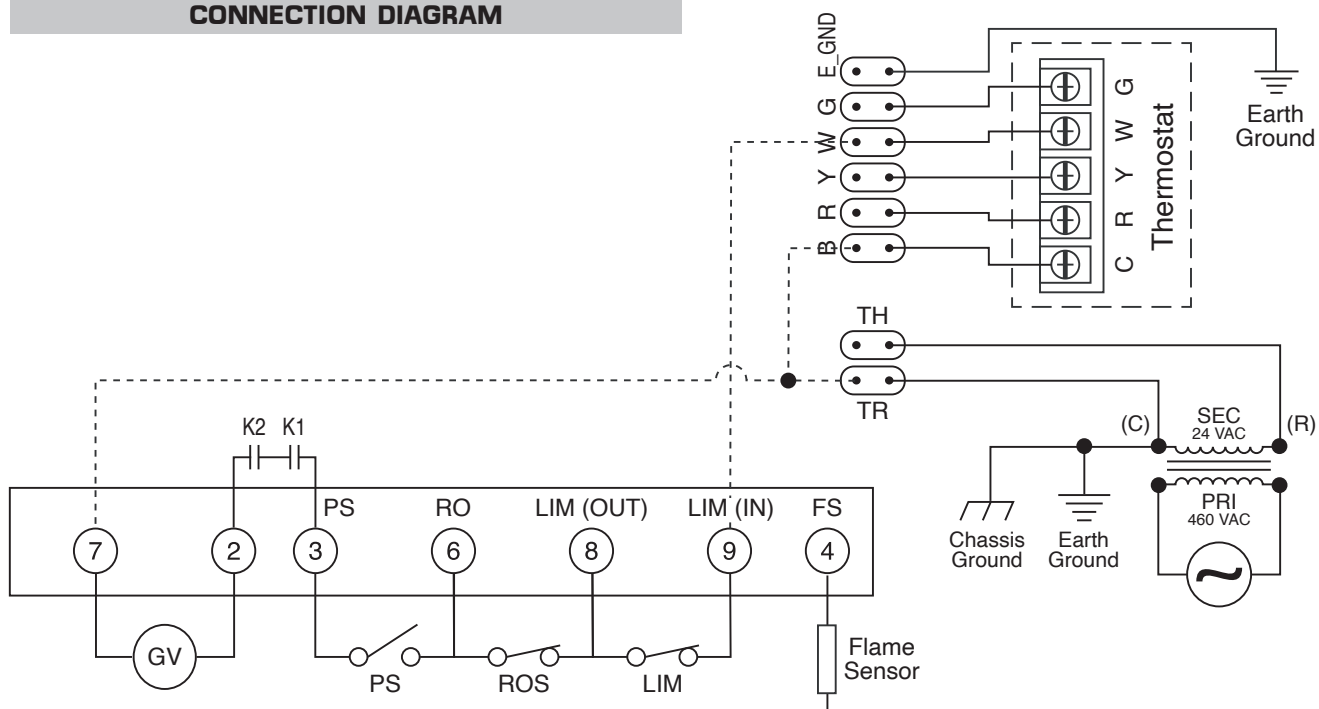 CONNECTION DIAGRAM
E_GND
G
W
Y
R
B
G
W
Y
R
C
Thermostat
Earth
Ground
TH
TR
(C)
SEC
24 VAC
(R)
PRI
460 VAC
Chassis
Ground
Earth
Ground
K2 K1
PS RO LIM (OUT) LIM (IN) FS
7 2 3 6 8 9 4
GV
PS ROS LIM
Flame
Sensor